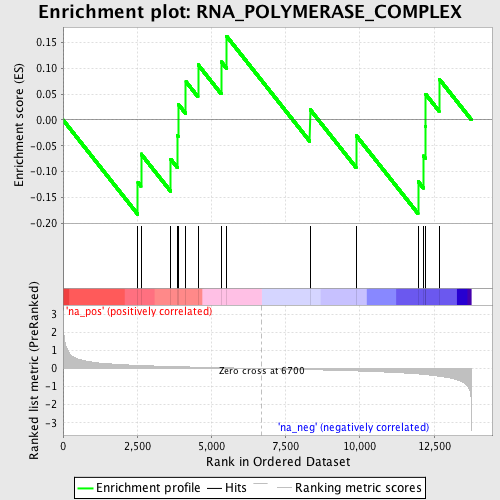 Enrichment plot: RNA_POLYMERASE_COMPLEX
Enrichment score (ES)
0.15
0.10
0.05
0.00
-0.05
-0.10
-0.15
-0.20
'na_pos' (positively correlated)
Ranked list metric (PreRanked)
3
2
1
0
-1
-2
-3
Zero cross at 6700
'na_neg' (negatively correlated)
0 2,500 5,000 7,500 10,000 12,500
Rank in Ordered Dataset
Enrichment profile Hits Ranking metric scores